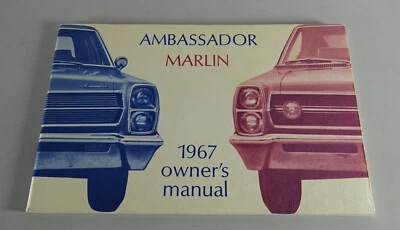 AMBASSADOR
MARLIN
1967
owner's
manual